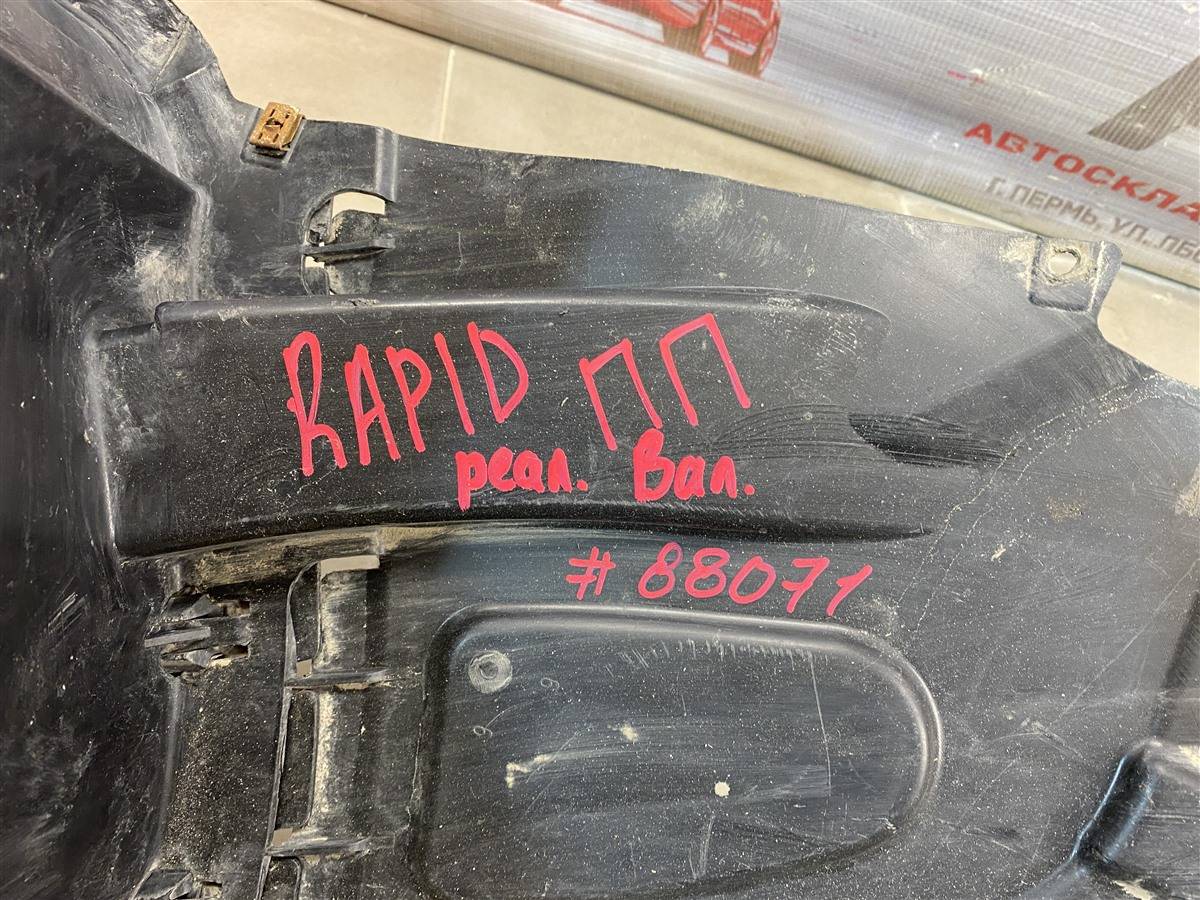 АВТОСКЛА
Г. ПЕРМЬ, УЛ. ЛБО
RAPID ПП
реал. Вал.
#88071